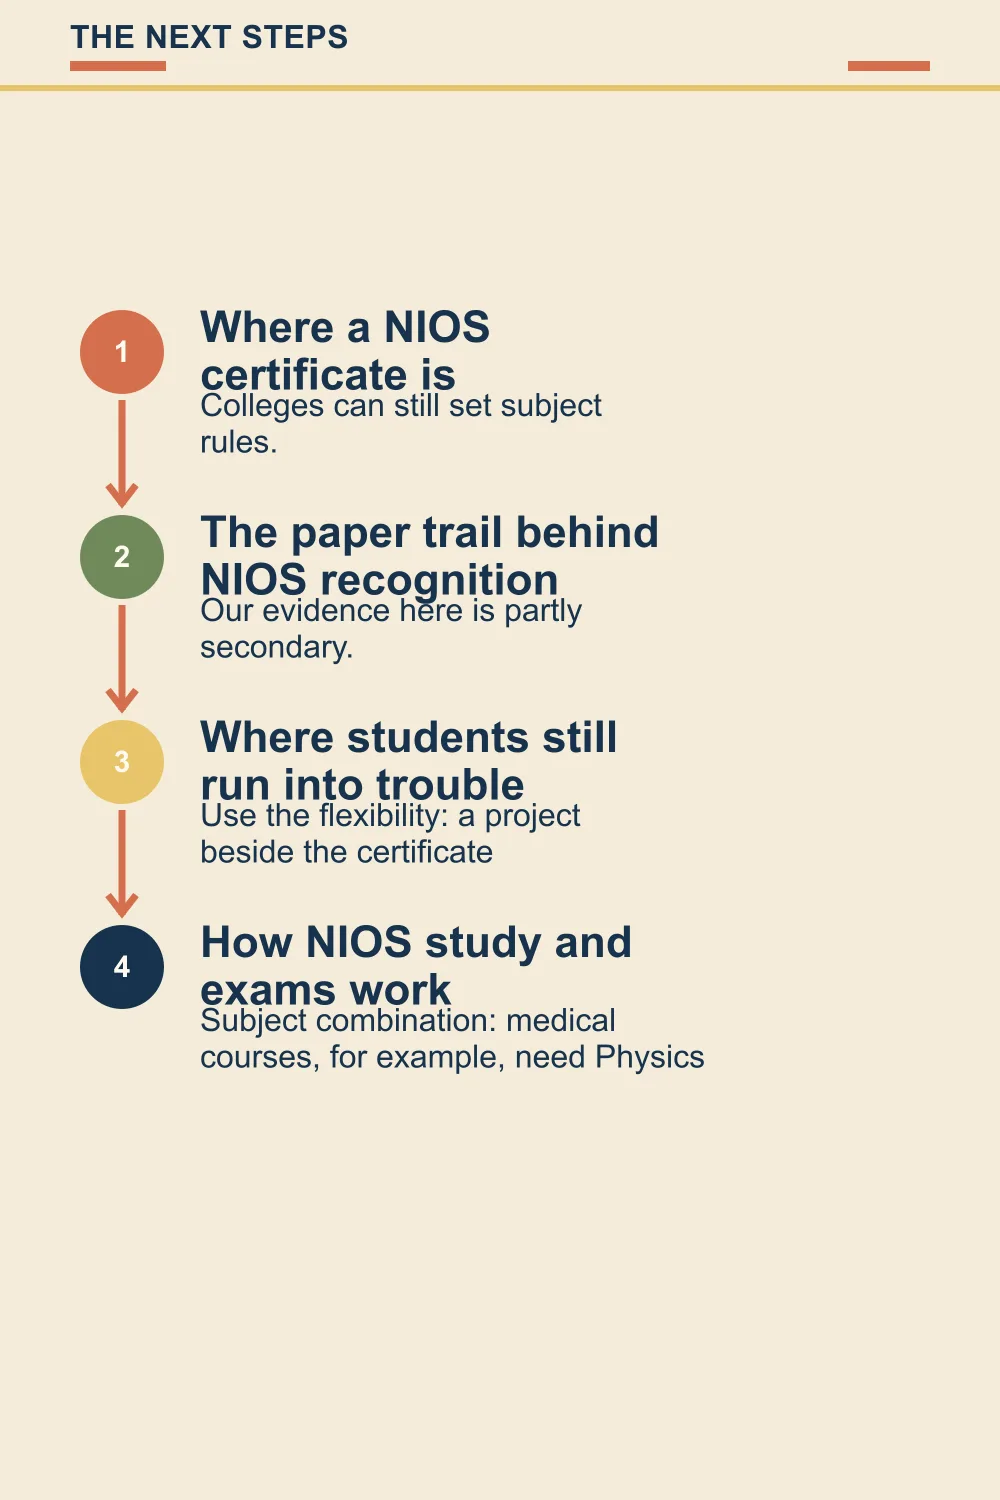 THE NEXT STEPS
1
Where a NIOS
certificate is
Colleges can still set subject
rules.
2
The paper trail behind
NIOS recognition
Our evidence here is partly
secondary.
3
Where students still
run into trouble
Use the flexibility: a project
beside the certificate
4
How NIOS study and
exams work
Subject combination: medical
courses, for example, need Physics